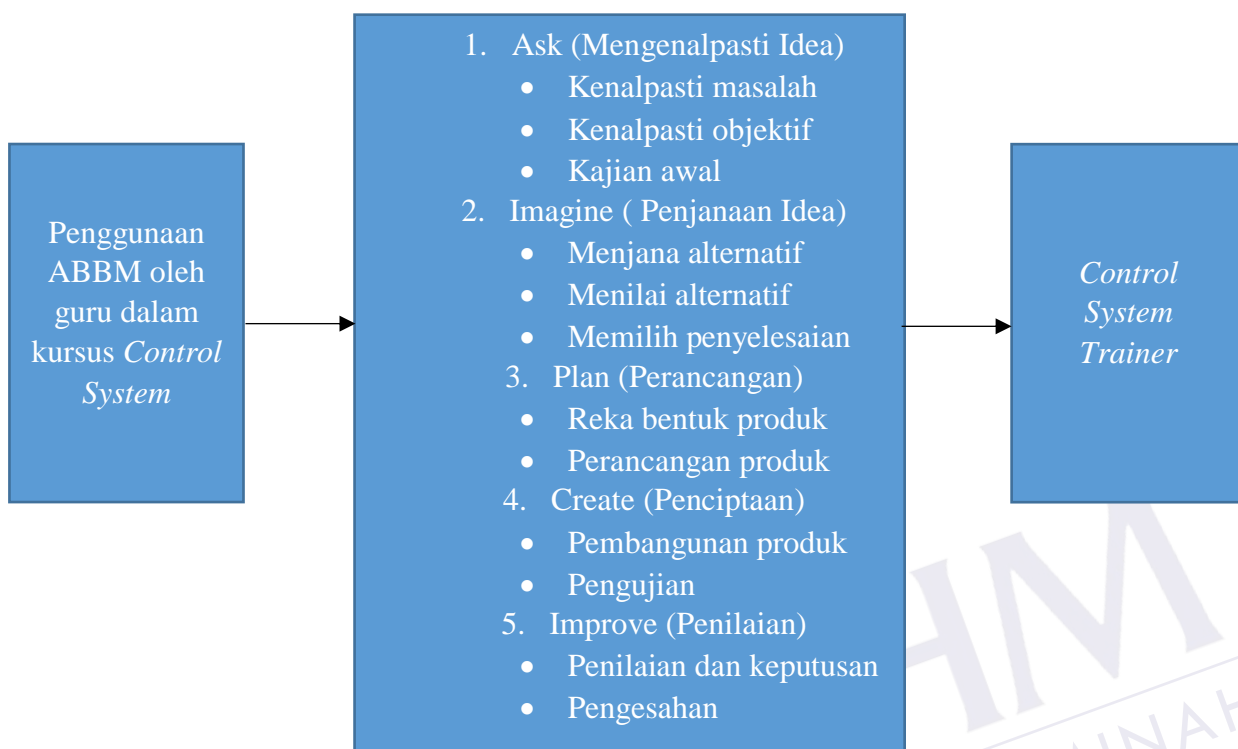 Penggunaan
ABBM oleh
guru dalam
kursus Control
System
1. Ask (Mengenalpasti Idea)
• Kenalpasti masalah
• Kenalpasti objektif
• Kajian awal
2. Imagine ( Penjanaan Idea)
• Menjana alternatif
• Menilai alternatif
• Memilih penyelesaian
3. Plan (Perancangan)
• Reka bentuk produk
• Perancangan produk
4. Create (Penciptaan)
• Pembangunan produk
• Pengujian
5. Improve (Penilaian)
• Penilaian dan keputusan
• Pengesahan
Control
System
Trainer